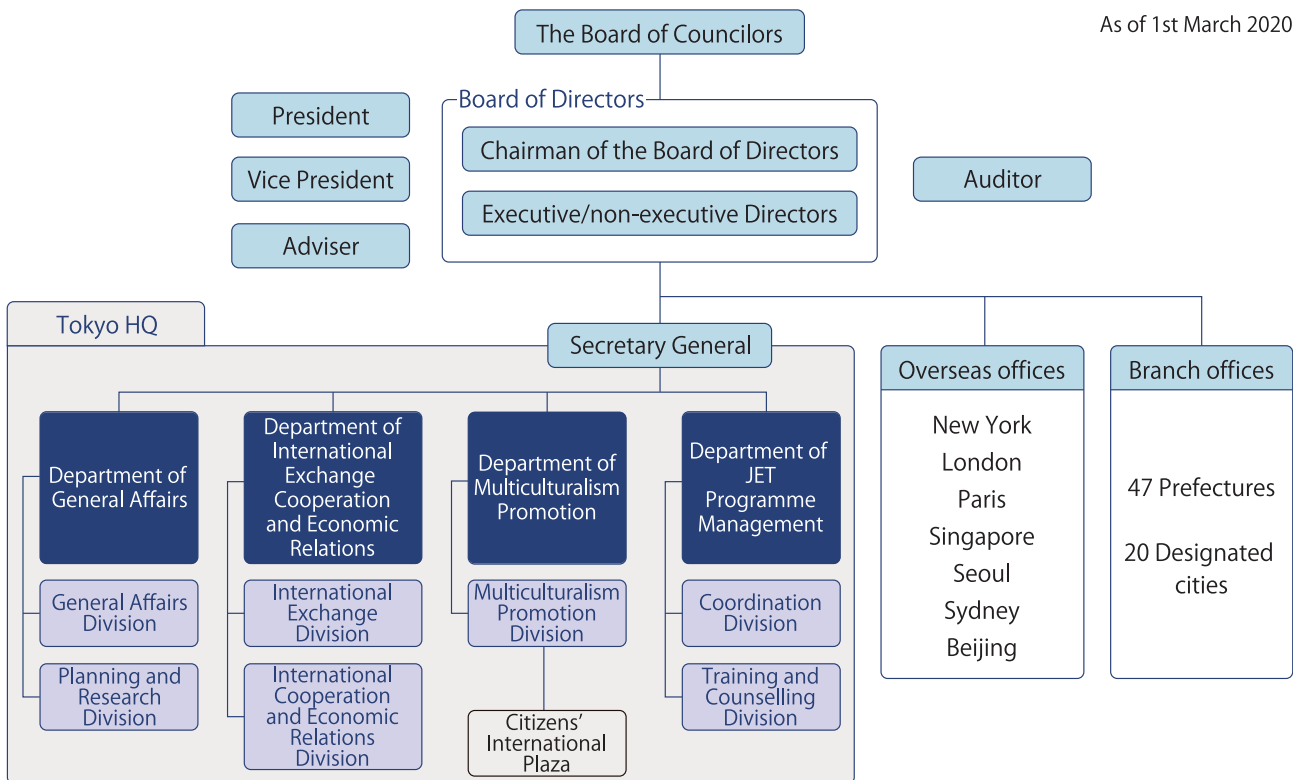 The Board of Councilors
As of 1st March 2020
Board of Directors
President
Chairman of the Board of Directors
Vice President
Auditor
Executive/non-executive Directors
Adviser
Tokyo HQ
Secretary General
Overseas offices
Branch offices
Department of
General Affairs
Department of
International
Exchange
Cooperation
and Economic
Relations
Department of
Multiculturalism
Promotion
Department of
JET
Programme
Management
New York
London
Paris
Singapore
Seoul
Sydney
Beijing
47 Prefectures
20 Designated
cities
General Affairs
Division
International
Exchange
Division
Multiculturalism
Promotion
Division
Coordination
Division
Planning and
Research
Division
International
Cooperation
and Economic
Relations
Division
Citizens’
International
Plaza
Training and
Counselling
Division